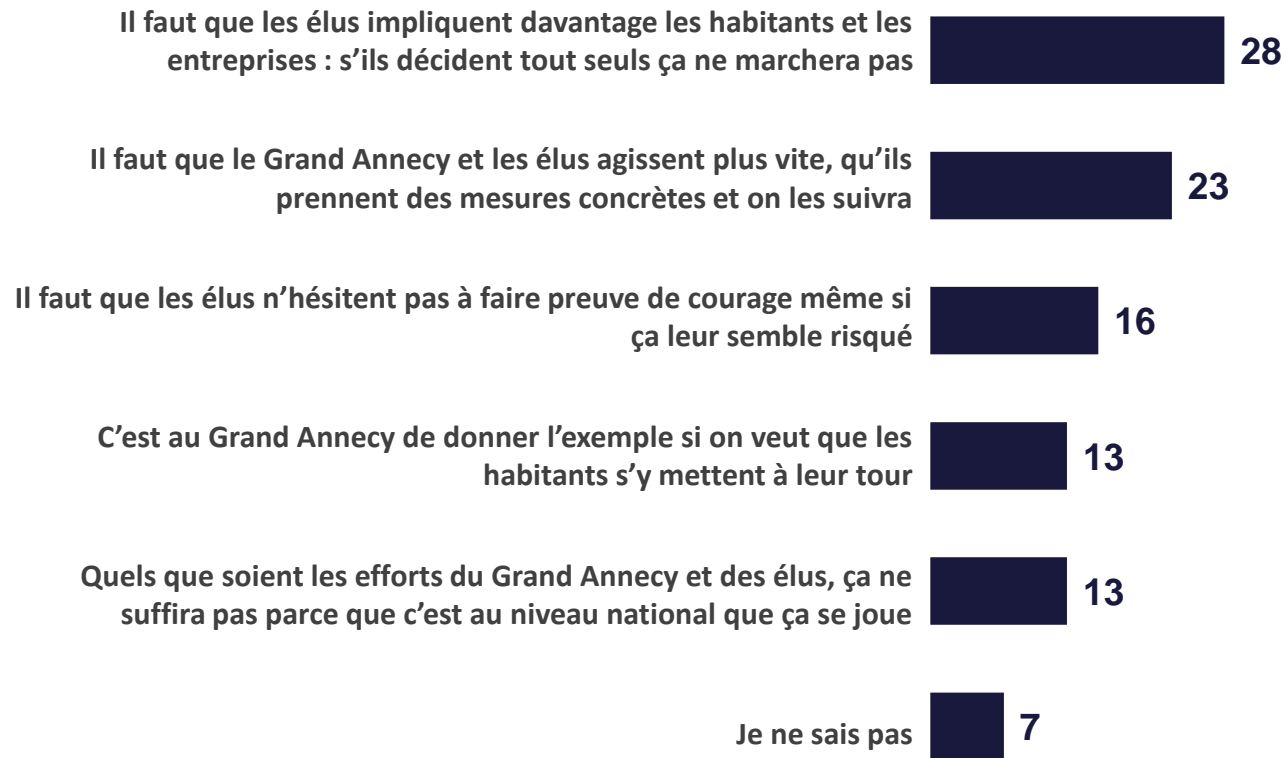 Il faut que les élus impliquent davantage les habitants et les
entreprises : s’ils décident tout seuls ça ne marchera pas
28
Il faut que le Grand Annecy et les élus agissent plus vite, qu’ils
prennent des mesures concrètes et on les suivra
23
Il faut que les élus n’hésitent pas à faire preuve de courage même si
ça leur semble risqué
16
C’est au Grand Annecy de donner l’exemple si on veut que les
habitants s’y mettent à leur tour
13
Quels que soient les efforts du Grand Annecy et des élus, ça ne
suffira pas parce que c’est au niveau national que ça se joue
13
Je ne sais pas
7